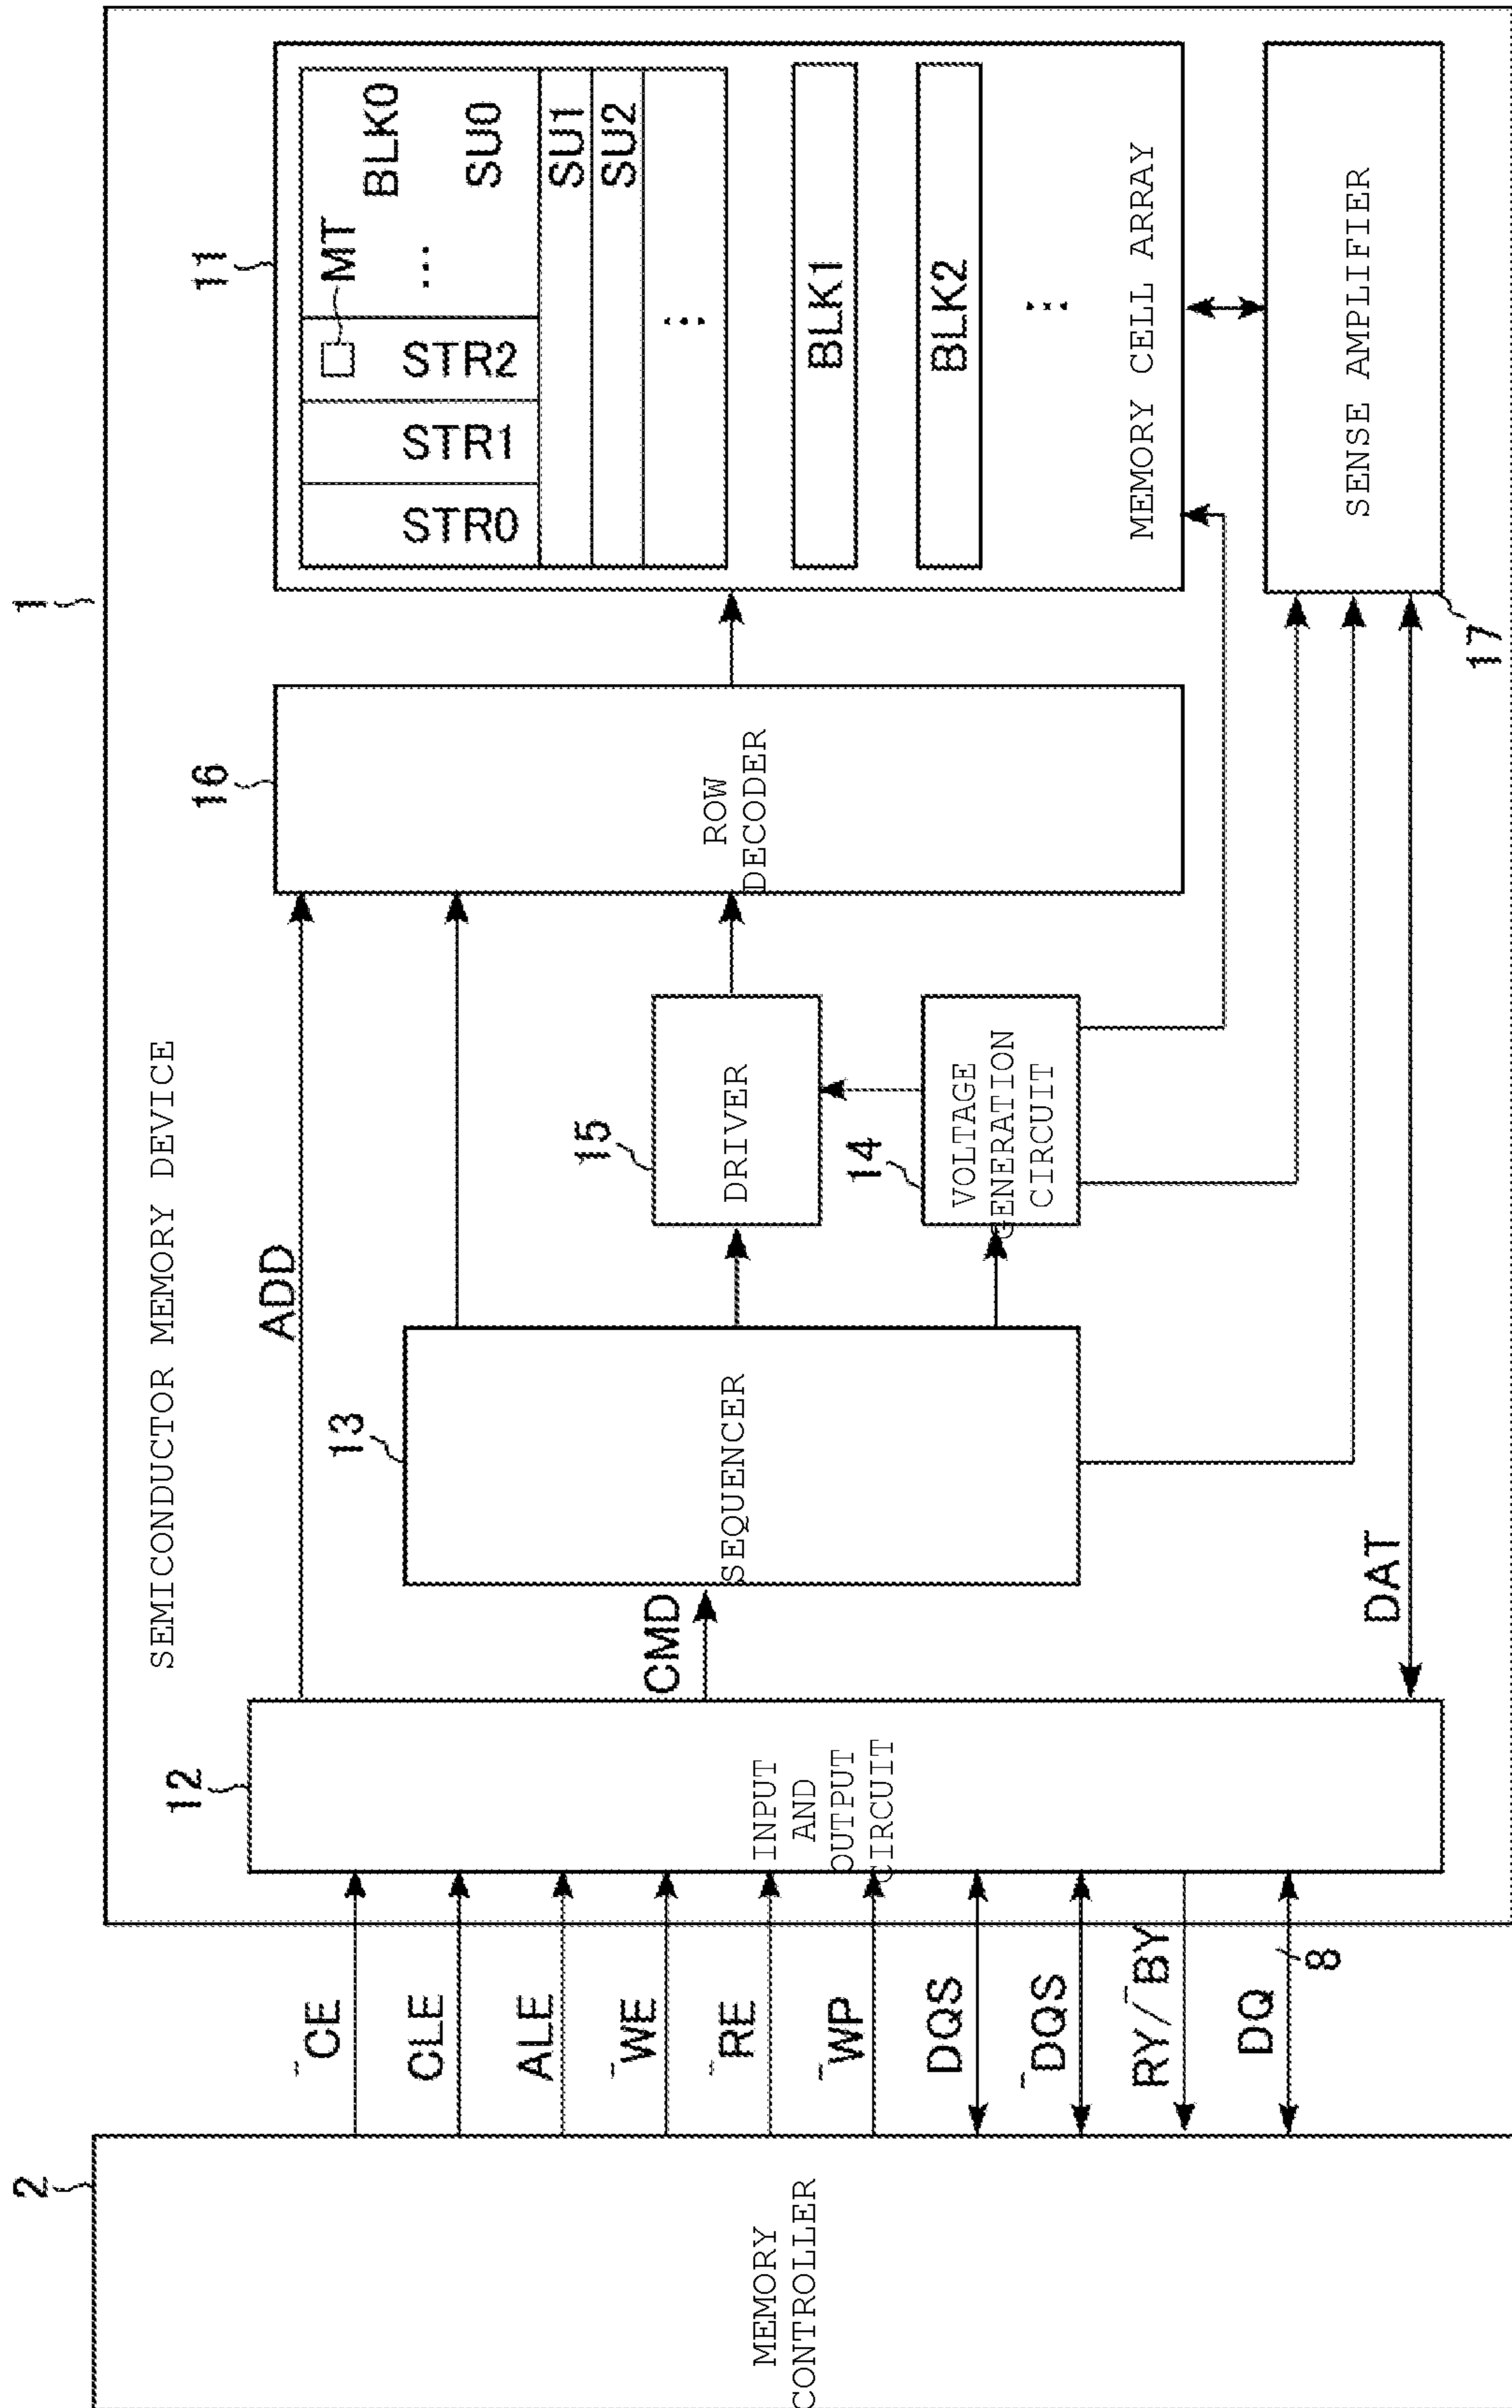 1
2
SEMICONDUCTOR MEMORY DEVICE
MEMORY
CONTROLLER
¯CE
CLE
ALE
¯WE
¯RE
¯WP
DQS
¯DQS
RY/¯BY
DQ
8
12
INPUT
AND
OUTPUT
CIRCUIT
ADD
CMD
DAT
13
SEQUENCER
15
DRIVER
14
VOLTAGE
GENERATION
CIRCUIT
16
ROW
DECODER
11
STR0
STR1
STR2
MT
...
BLK0
SU0
SU1
SU2
⋮
BLK1
BLK2
⋮
MEMORY CELL ARRAY
SENSE AMPLIFIER
17